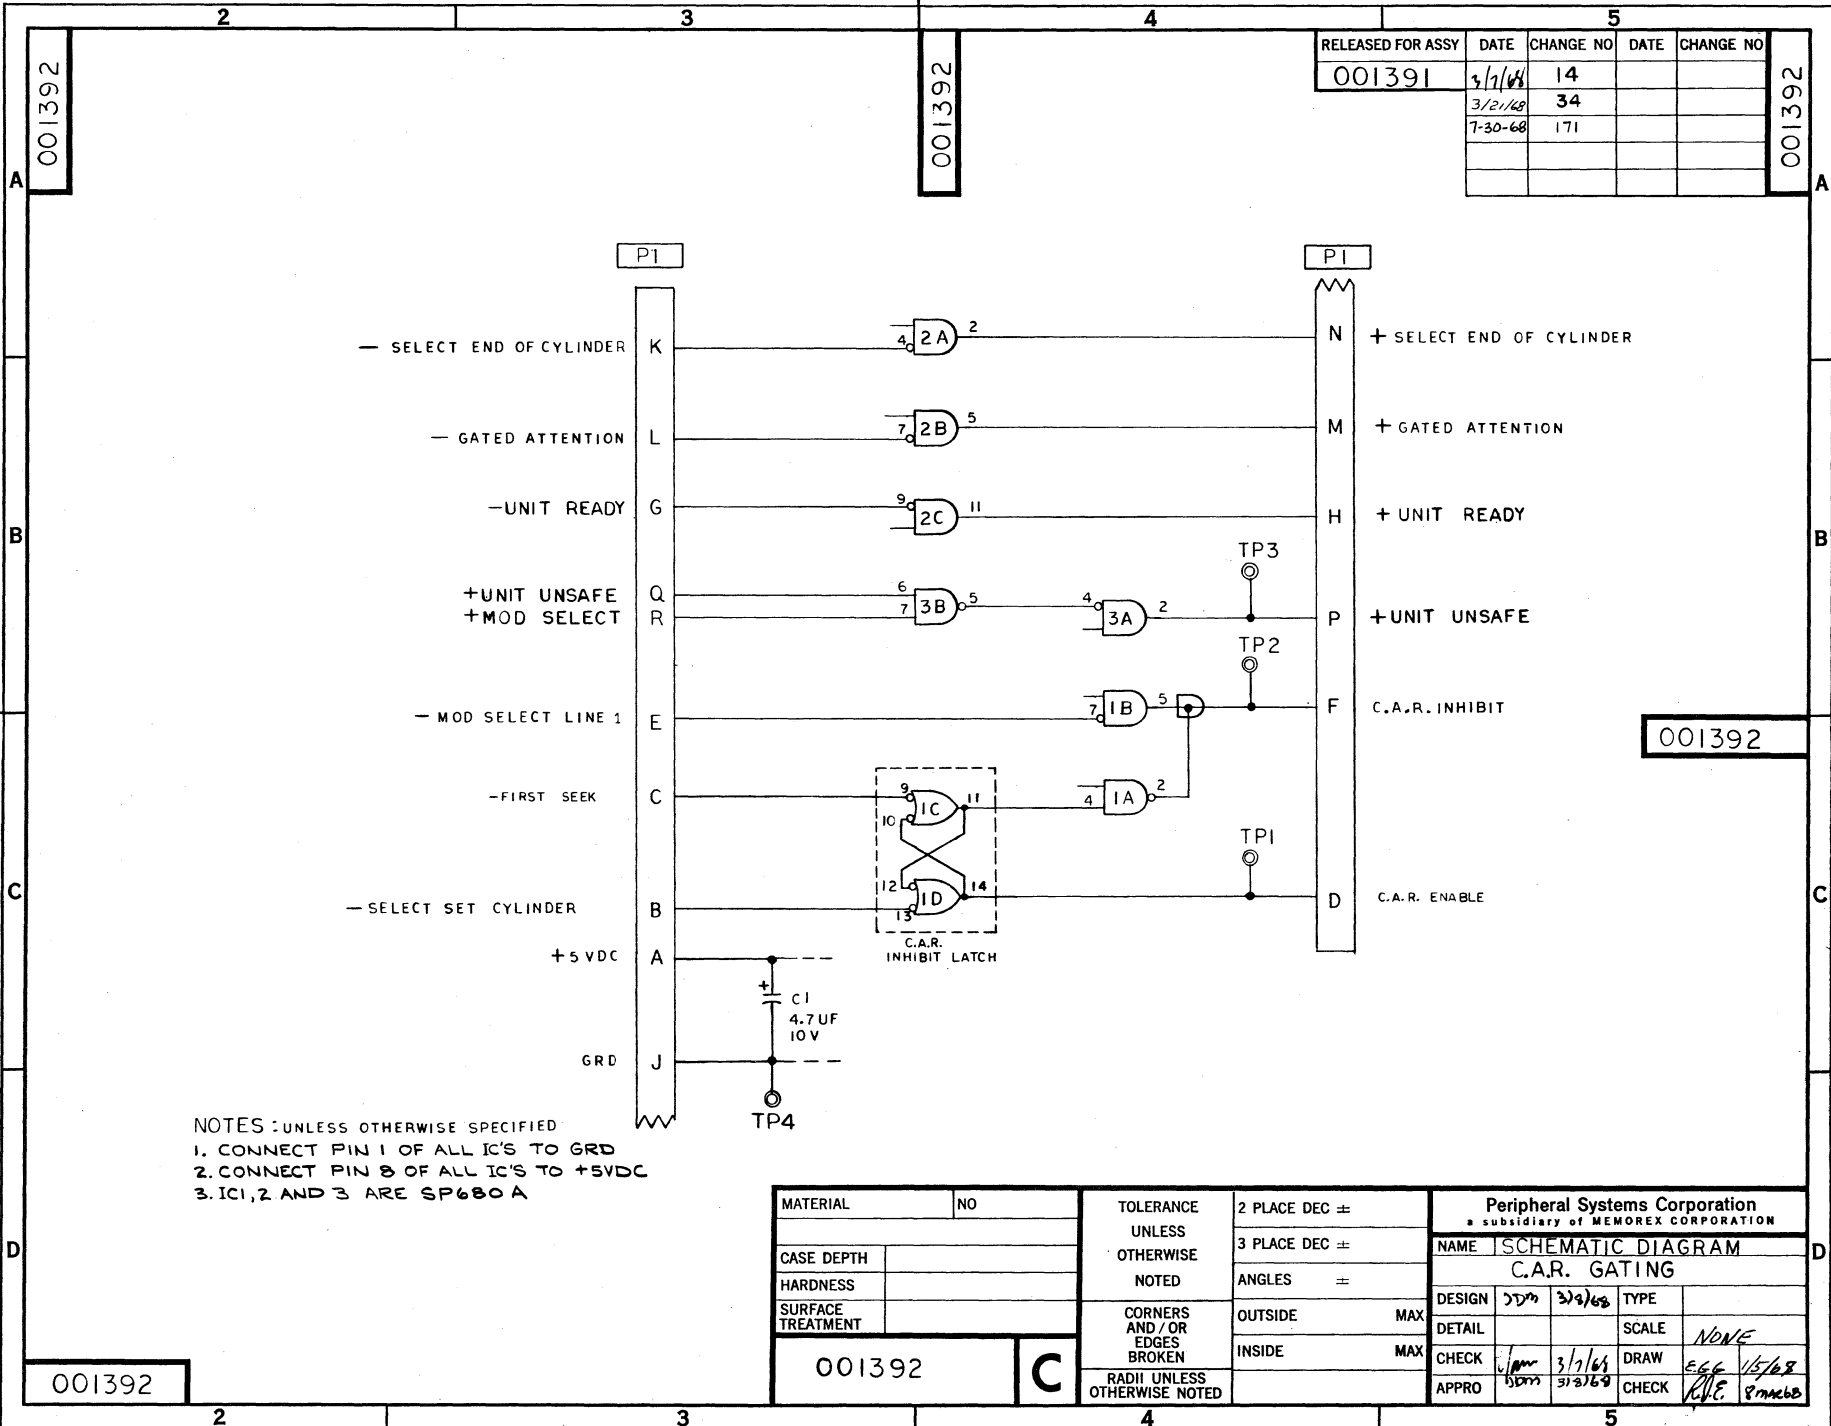 2 3 4 5
001392
001392
001392
RELEASED FOR ASSY DATE CHANGE NO DATE CHANGE NO
001391 3/7/68 14
3/21/68 34
7-30-68 171
A A
P1 P1
— SELECT END OF CYLINDER K 4 2A 2 N + SELECT END OF CYLINDER
— GATED ATTENTION L 7 2B 5 M + GATED ATTENTION
-UNIT READY G 9 2C 11 H + UNIT READY
B B
TP3
+UNIT UNSAFE Q 6 3B 5 4 3A 2 P +UNIT UNSAFE
+MOD SELECT R 7
TP2
— MOD SELECT LINE 1 E 7 1B 5 F C.A.R. INHIBIT
001392
-FIRST SEEK C 9 1C 11 4 1A 2
10
TP1
C C
12 1D 14 D C.A.R. ENABLE
— SELECT SET CYLINDER B 13
C.A.R.
INHIBIT LATCH
+5VDC A
+ C1
4.7UF
10V
GRD J
TP4
NOTES: UNLESS OTHERWISE SPECIFIED
1. CONNECT PIN 1 OF ALL IC'S TO GRD
2. CONNECT PIN 8 OF ALL IC'S TO +5VDC
3. IC1,2 AND 3 ARE SP680A
D D
MATERIAL NO
CASE DEPTH
HARDNESS
SURFACE
TREATMENT
001392 C
TOLERANCE
UNLESS
OTHERWISE
NOTED
CORNERS
AND/OR
EDGES
BROKEN
RADII UNLESS
OTHERWISE NOTED
2 PLACE DEC ±
3 PLACE DEC ±
ANGLES ±
OUTSIDE MAX
INSIDE MAX
Peripheral Systems Corporation
a subsidiary of MEMOREX CORPORATION
NAME SCHEMATIC DIAGRAM
C.A.R. GATING
DESIGN JDM 3/8/68 TYPE
DETAIL SCALE NONE
CHECK 3/7/68 DRAW EGG 1/5/68
APPRO JDM 3/8/68 CHECK R.J.E. 8 MAR 68
001392
2 3 4 5